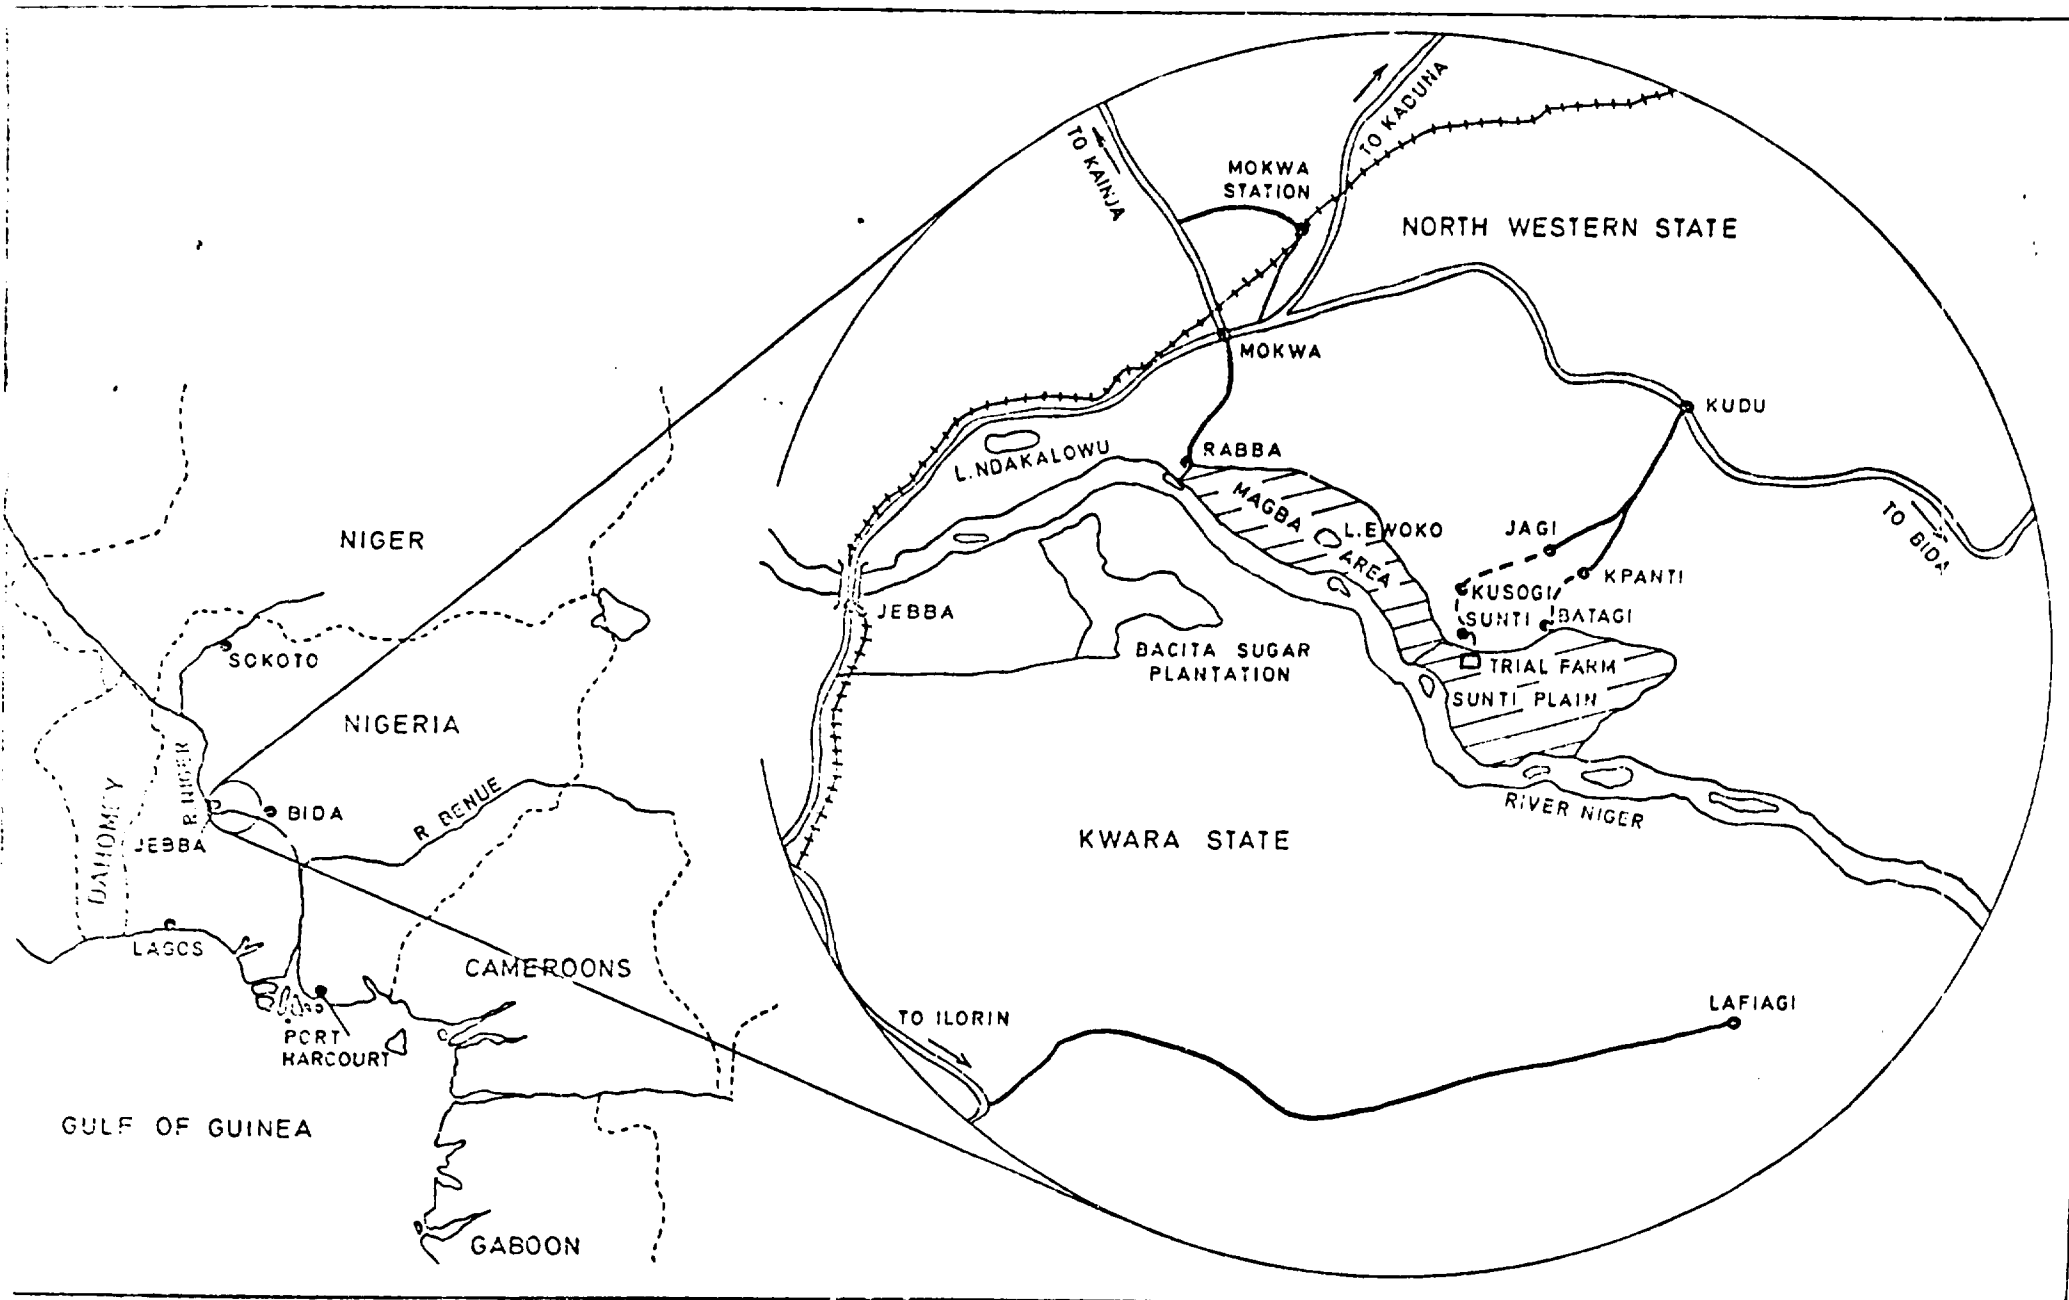 TO KAINJA
TO KADUNA
MOKWA
STATION
NORTH WESTERN STATE
MOKWA
KUDU
L.NDAKALOWU
RABBA
MAGBA
AREA
L.EWOKO
JAGI
TO BIDA
KPANTI
KUSOGI
SUNTI
BATAGI
JEBBA
BACITA SUGAR
PLANTATION
TRIAL FARM
SUNTI PLAIN
RIVER NIGER
KWARA STATE
LAFIAGI
TO ILORIN
NIGER
SOKOTO
NIGERIA
R.NIGER
DAHOMEY
BIDA
R BENUE
JEBBA
LAGOS
CAMEROONS
PORT
HARCOURT
GULF OF GUINEA
GABOON